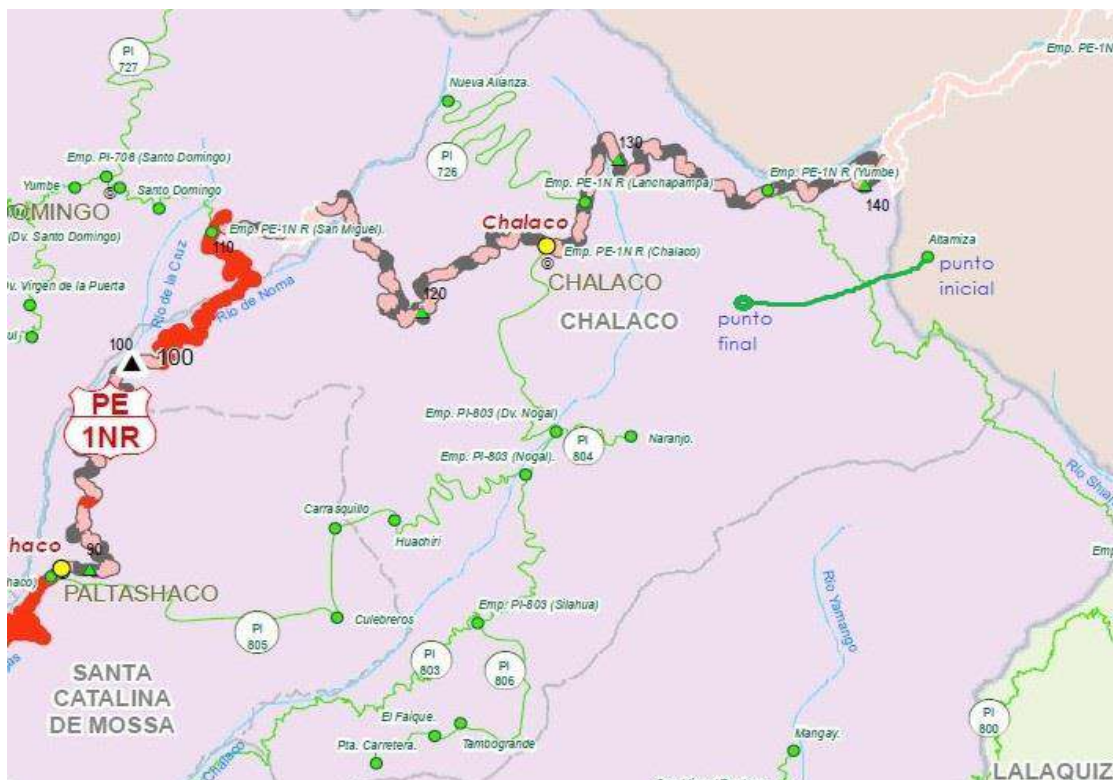 PI
727
Emp. PE-1N
Nueva Alianza.
Emp. PI-708 (Santo Domingo)
130
PI
726
Yumbe
Santo Domingo
Emp. PE-1N R (Lanchapampa)
Emp. PE-1N R (Yumbe)
140
OMINGO
Chalaco
(Dv. Santo Domingo)
Emp. PE-1N R (San Miguel).
110
Emp. PE-1N R (Chalaco)
Altamiza
punto
inicial
Rio de la Cruz
Rio de Noma
CHALACO
Dv. Virgen de la Puerta
120
CHALACO
punto
final
100
100
PE
1NR
Emp. PI-803 (Dv. Nogal)
PI
804
Naranjo.
Emp. PI-803 (Nogal).
Carrasquillo
Huachiri
haco
90
haco)
PALTASHACO
Río Yamango
Emp. PI-803 (Silahua)
Culebreros
PI
805
PI
803
PI
806
SANTA
CATALINA
DE MOSSA
El Faique.
Tambogrande
Pta. Carretera.
Chalaco
Mangay.
PI
800
LALAQUIZ